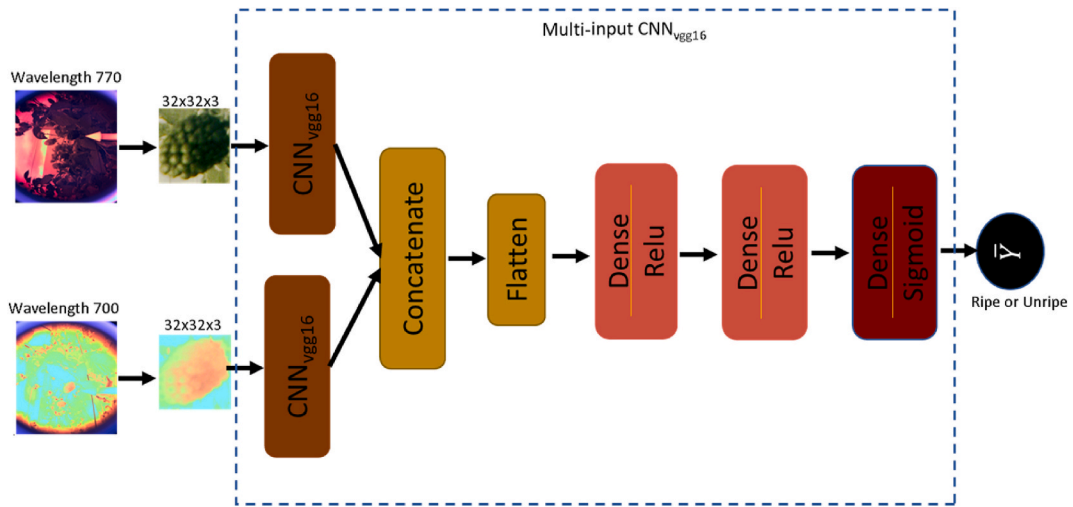 Multi-input CNNvgg16
Wavelength 770
32x32x3
CNNvgg16
Concatenate
Flatten
Dense
Relu
Dense
Relu
Dense
Sigmoid
Y̅
Ripe or Unripe
Wavelength 700
32x32x3
CNNvgg16